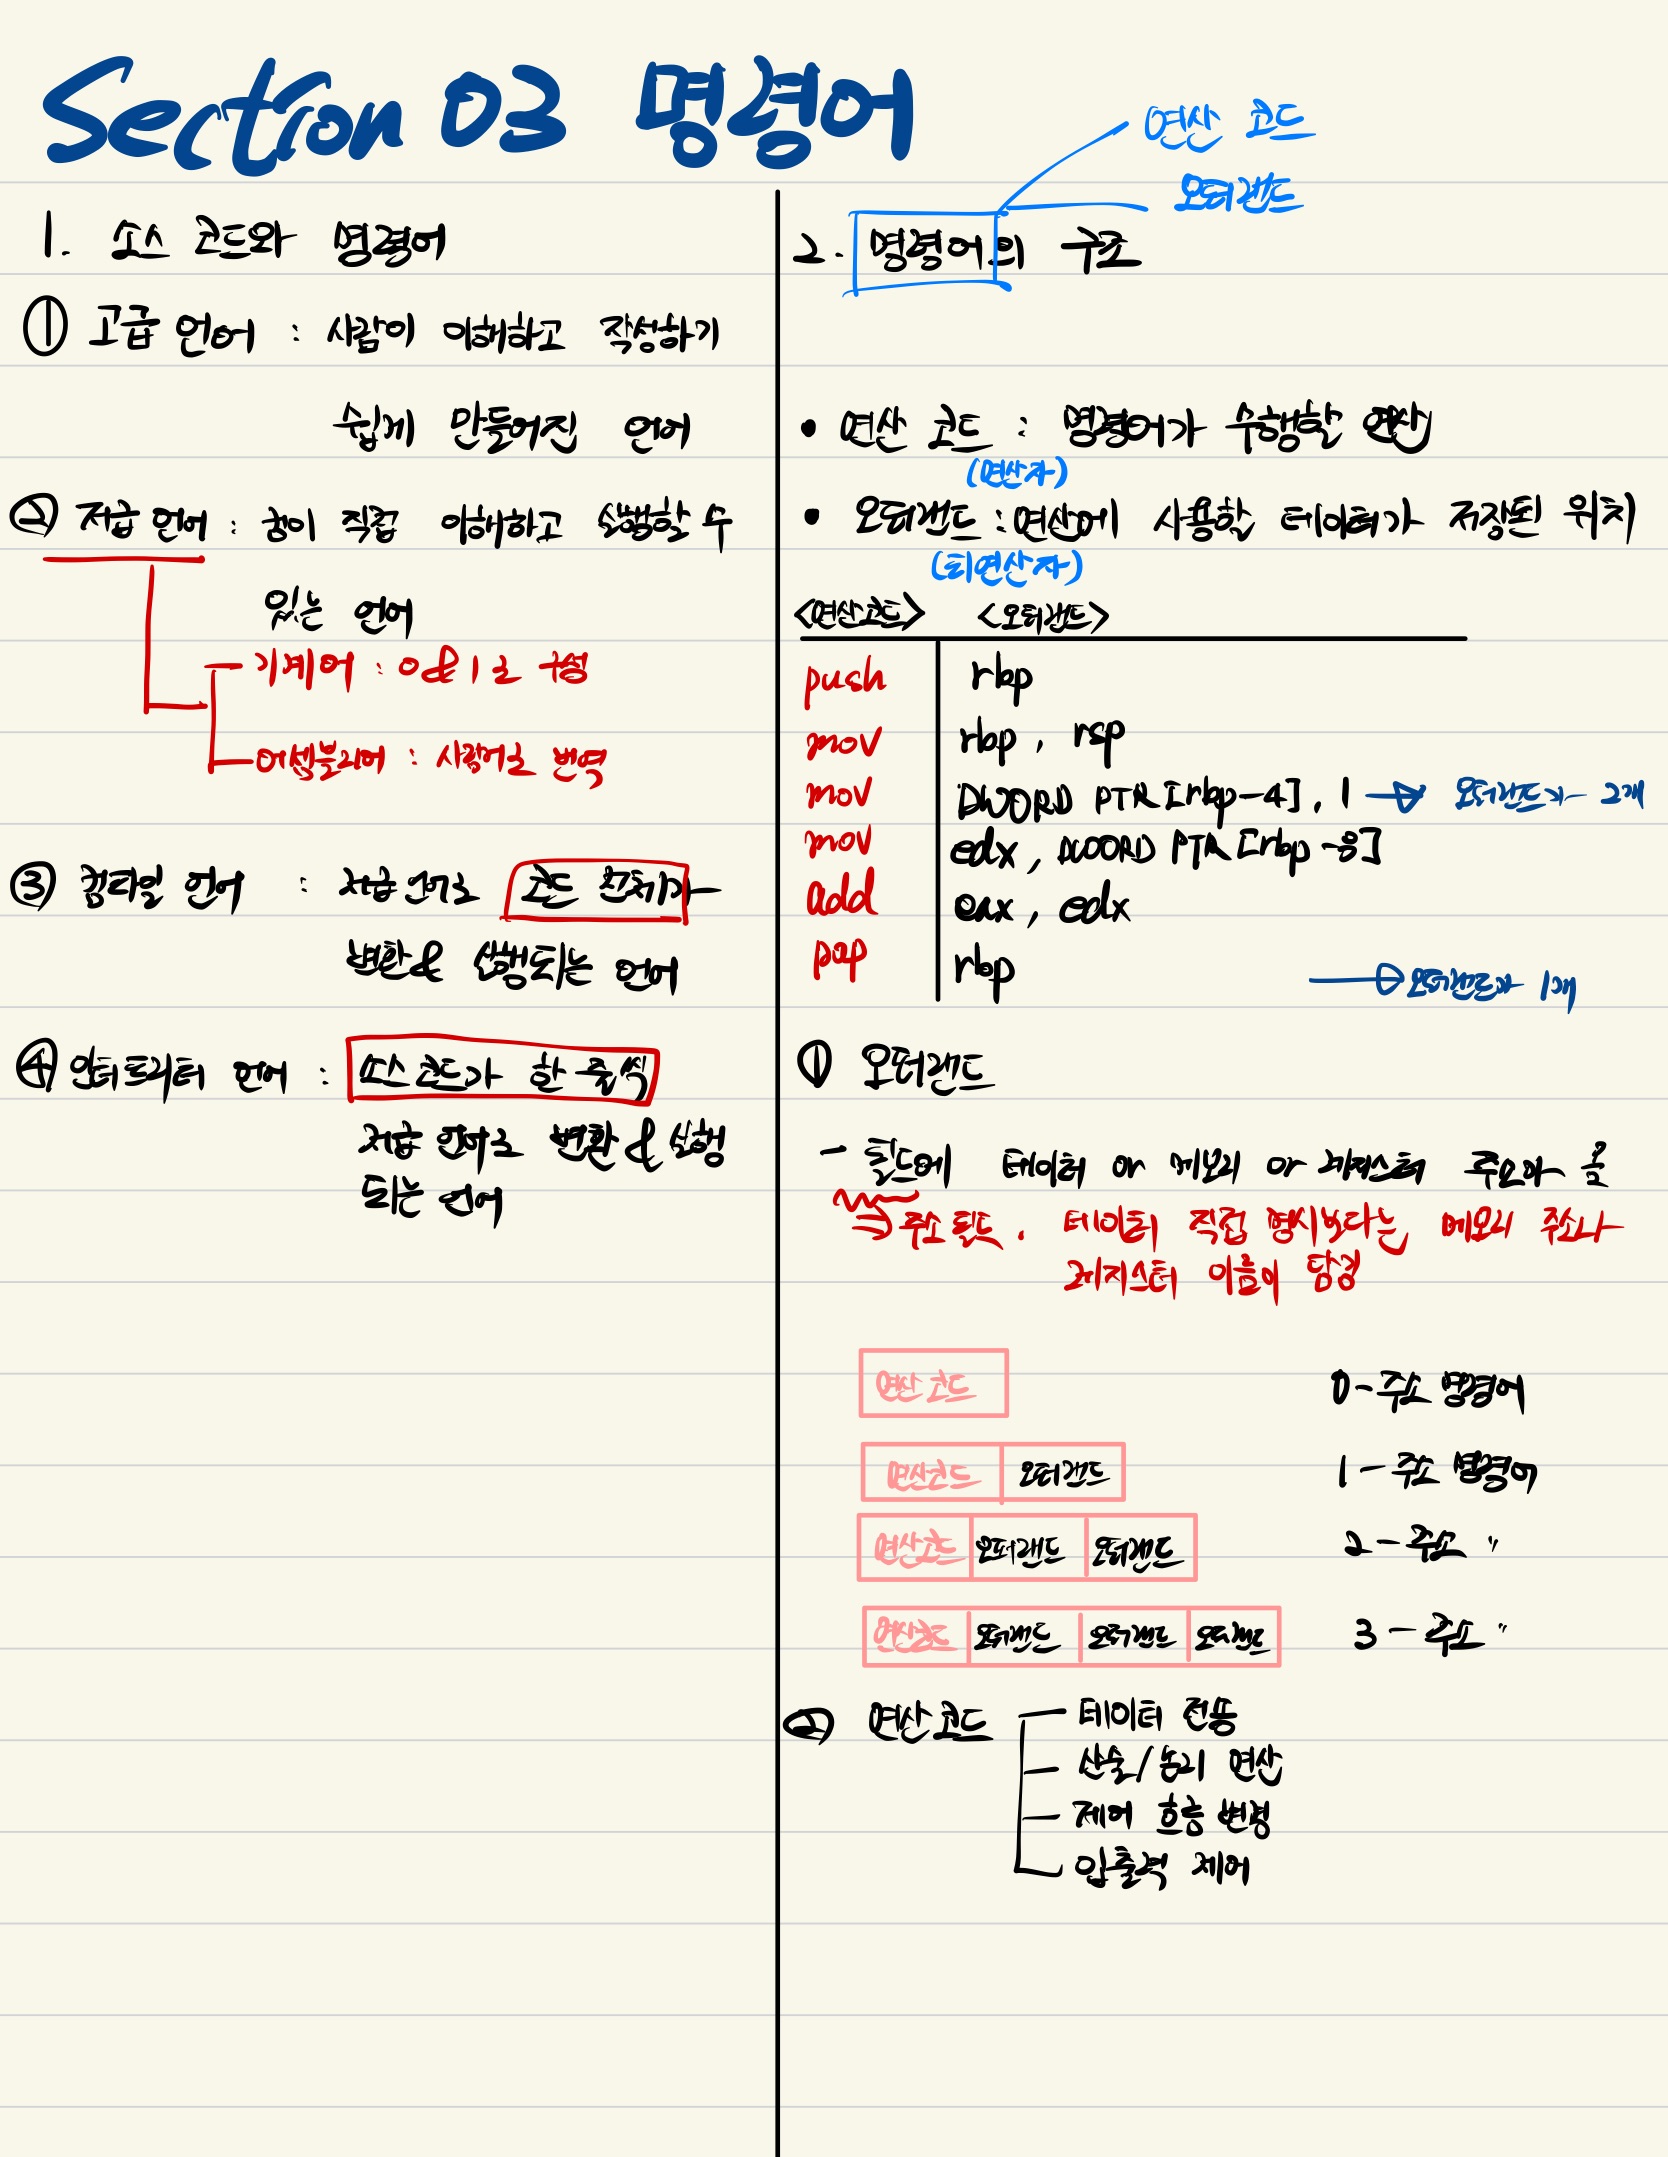 Section 03 명령어
1. 소스 코드와 명령어
① 고급 언어 : 사람이 이해하고 작성하기
쉽게 만들어진 언어
② 저급 언어 : 컴이 직접 이해하고 실행할 수
있는 언어
기계어 : 0&1로 구성
어셈블리어 : 사람어로 번역
③ 컴파일 언어 : 저급 언어로 코드 전체가
변환 & 실행되는 언어
④ 인터프리터 언어 : 소스 코드가 한 줄씩
저급 언어로 변환 & 실행
되는 언어
연산 코드
오퍼랜드
2. 명령어의 구조
• 연산 코드 : 명령어가 수행할 연산
(연산자)
• 오퍼랜드 : 연산에 사용할 데이터가 저장된 위치
(피연산자)
<연산코드> <오퍼랜드>
push rbp
mov rbp, rsp
mov DWORD PTR [rbp-4], 1 → 오퍼랜드가 2개
mov edx, DWORD PTR [rbp-8]
add eax, edx
pop rbp → 오퍼랜드가 1개
① 오퍼랜드
- 필드에 데이터 or 메모리 or 레지스터 주소가 옴
⇒ 주소 필드. 데이터 직접 명시보다는 메모리 주소나
레지스터 이름이 담김
연산 코드 0-주소 명령어
연산코드 오퍼랜드 1-주소 명령어
연산코드 오퍼랜드 오퍼랜드 2-주소 〃
연산코드 오퍼랜드 오퍼랜드 오퍼랜드 3-주소 〃
② 연산코드
데이터 전송
산술/논리 연산
제어 흐름 변경
입출력 제어